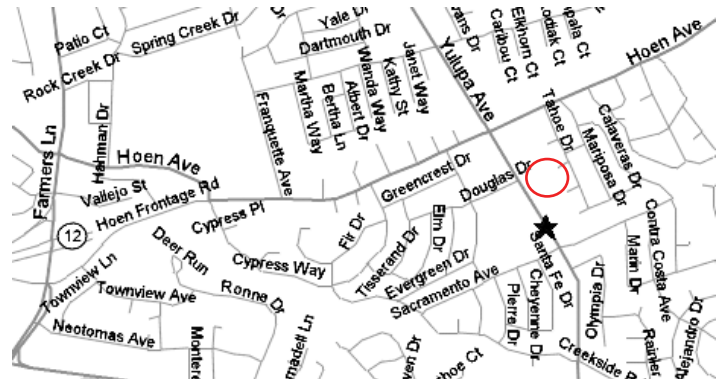 Yale Dr
Dartmouth Dr
Patio Ct
Spring Creek Dr
Rock Creek Dr
Hahman Dr
Farmers Ln
Hoen Ave
Vallejo St
Hoen Frontage Rd
12
Franquette Ave
Martha Way
Bertha Ln
Albert Dr
Wanda Way
Kathy St
Janet Way
Yulupa Ave
Caribou Ct
Elkhorn Ct
Kodiak Ct
Hoen Ave
Tahoe Dr
Calaveras Dr
Mariposa Dr
Greencrest Dr
Douglas Dr
Cypress Pl
Cypress Way
Deer Run
Ronne Dr
Townview Ln
Townview Ave
Neotomas Ave
Fir Dr
Tisserand Dr
Elm Dr
Evergreen Dr
Sacramento Ave
Santa Fe Dr
Cheyenne Dr
Pierre Dr
Olympia Dr
Marin Dr
Contra Costa Ave
Alejandro Dr
Rainier
Creekside